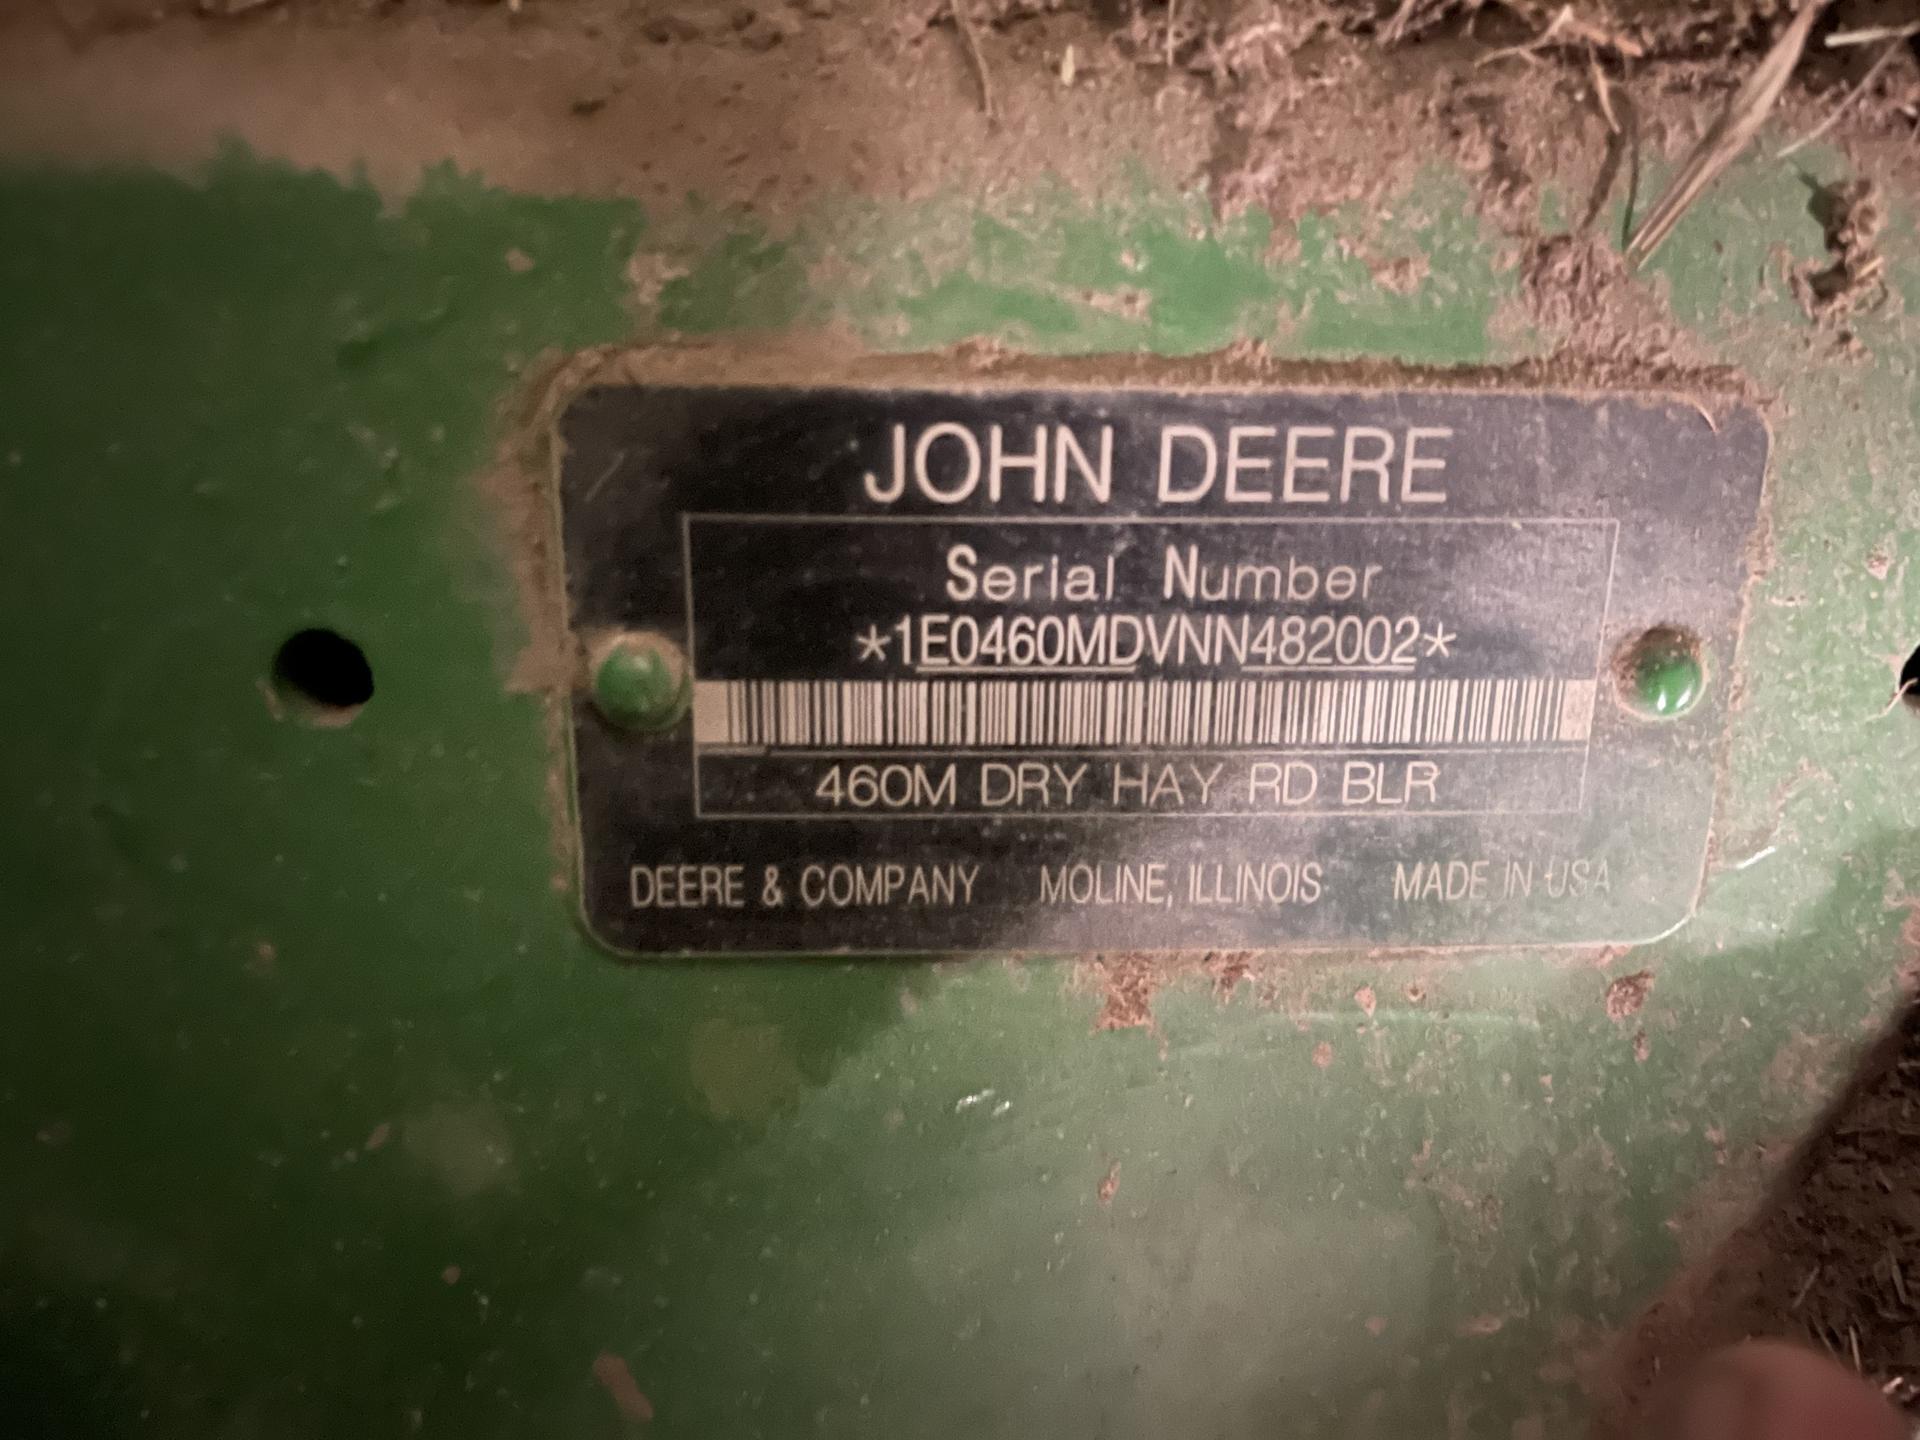 JOHN DEERE
Serial Number
*1E0460MDVNN482002*
460M DRY HAY RD BLR
DEERE & COMPANY MOLINE, ILLINOIS MADE IN USA